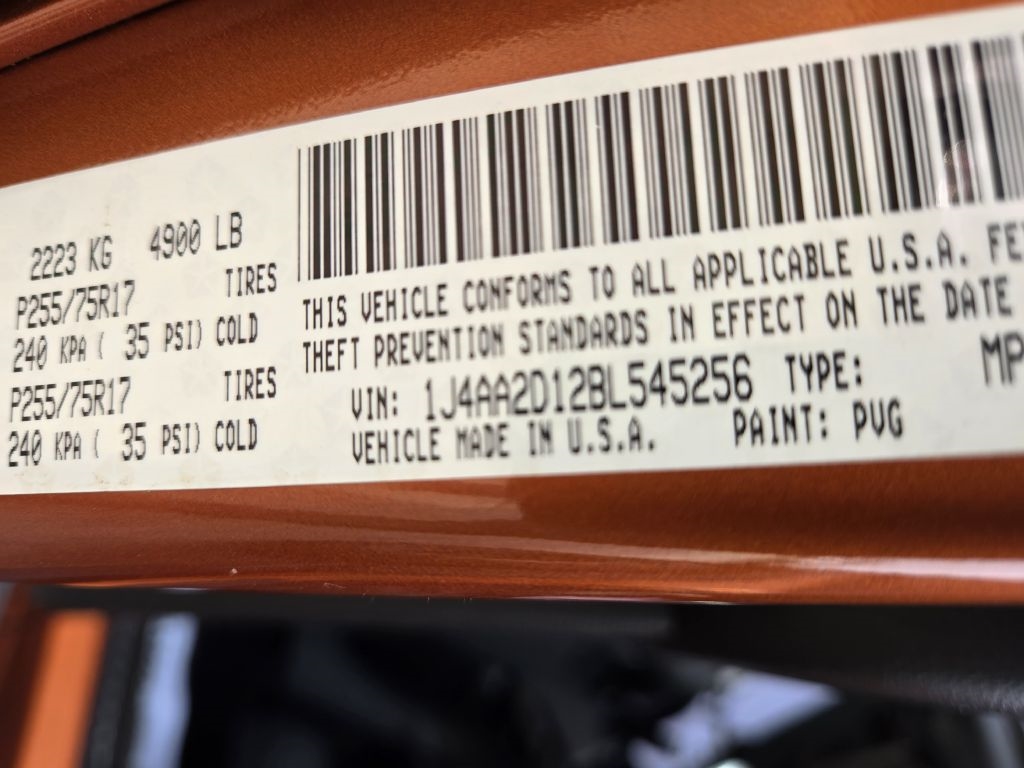 2223 KG 4900 LB
P255/75R17 TIRES
240 KPA ( 35 PSI) COLD
P255/75R17 TIRES
240 KPA ( 35 PSI) COLD
THIS VEHICLE CONFORMS TO ALL APPLICABLE U.S.A. FE
THEFT PREVENTION STANDARDS IN EFFECT ON THE DATE
VIN: 1J4AA2D12BL545256 TYPE: MP
VEHICLE MADE IN U.S.A. PAINT: PVG